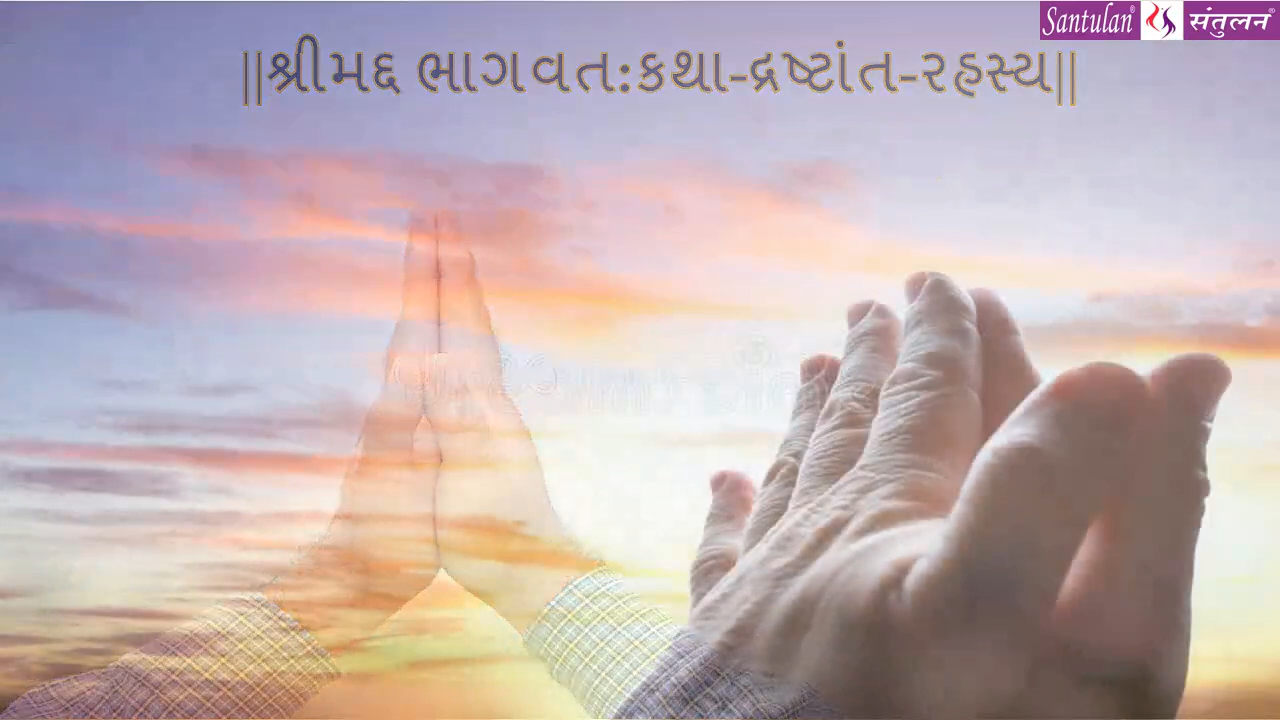 Santulan® संतुलन®
||શ્રીમદ્દ ભાગવતઃકથા-દ્રષ્ટાંત-રહસ્ય||